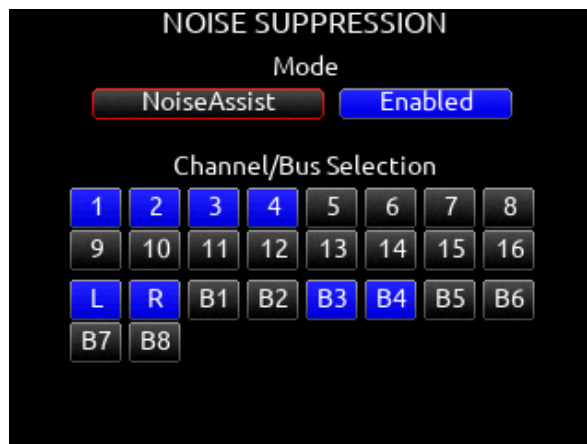 NOISE SUPPRESSION
Mode
NoiseAssist Enabled
Channel/Bus Selection
1 2 3 4 5 6 7 8
9 10 11 12 13 14 15 16
L R B1 B2 B3 B4 B5 B6
B7 B8